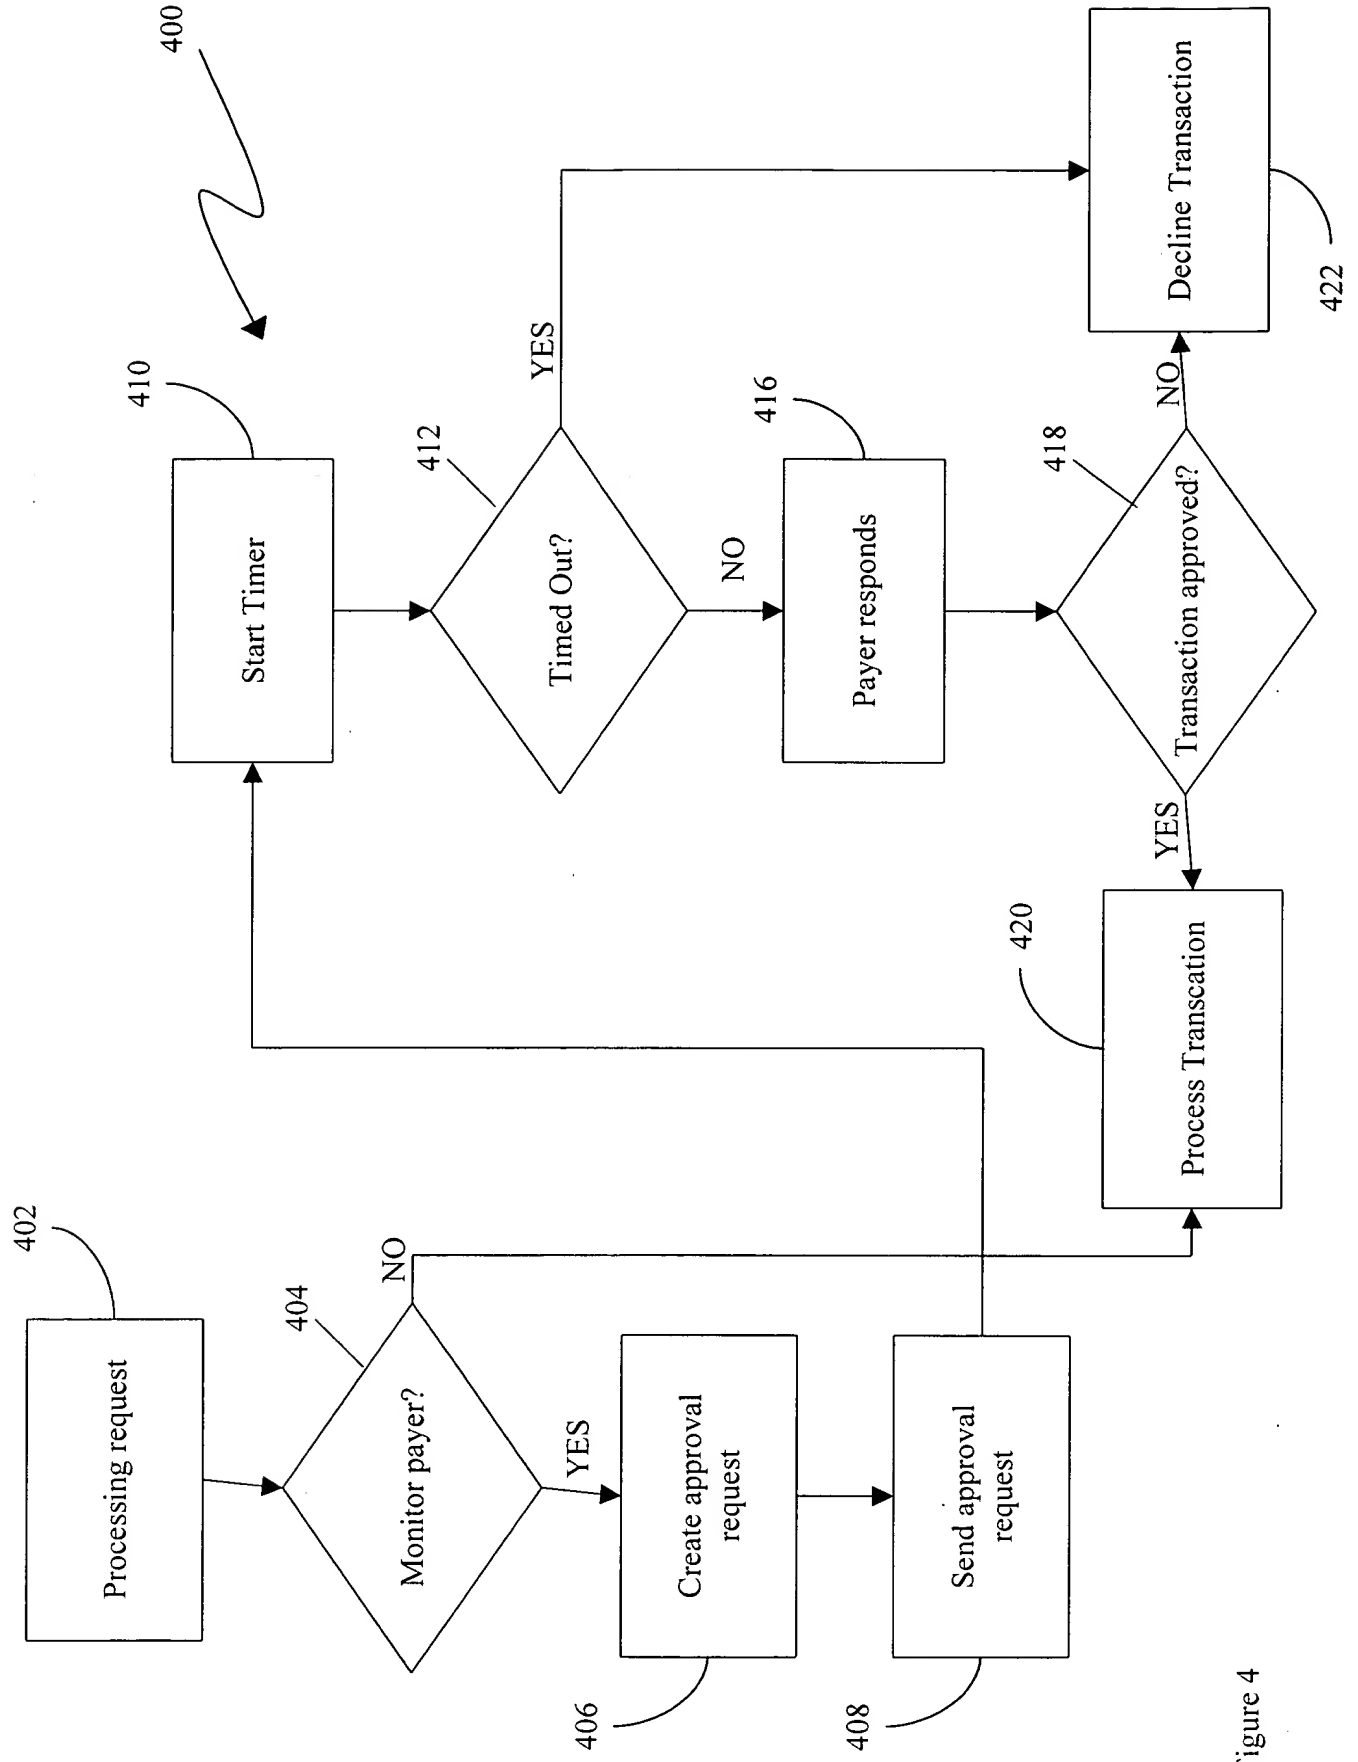 400
402
Processing request
404
Monitor payer?
NO
YES
406
Create approval
request
408
Send approval
request
410
Start Timer
412
Timed Out?
YES
NO
416
Payer responds
418
Transaction approved?
YES
NO
420
Process Transcation
Decline Transaction
422
igure 4